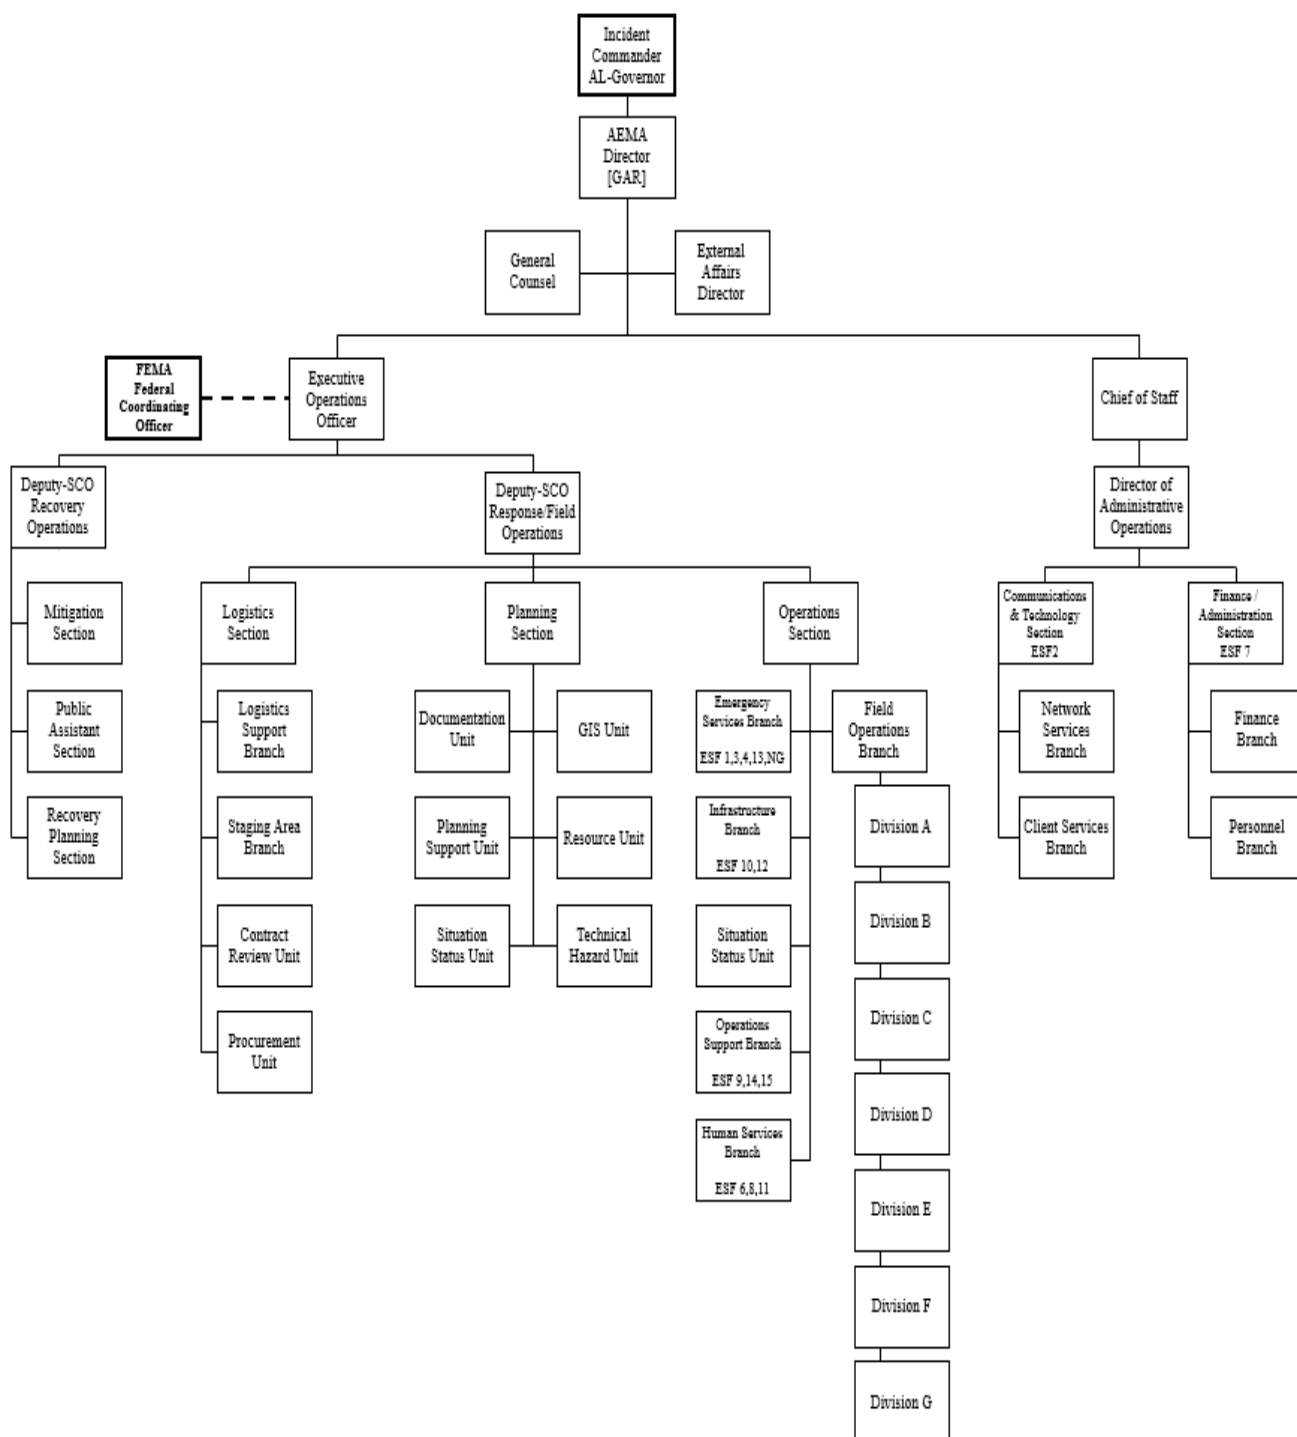 Incident
Commander
AL-Governor
AEMA
Director
[GAR]
General
Counsel
External
Affairs
Director
FEMA
Federal
Coordinating
Officer
Executive
Operations
Officer
Chief of Staff
Deputy-SCO
Recovery
Operations
Deputy-SCO
Response/Field
Operations
Director of
Administrative
Operations
Mitigation
Section
Logistics
Section
Planning
Section
Operations
Section
Communications
& Technology
Section
ESF2
Finance /
Administration
Section
ESF 7
Public
Assistant
Section
Logistics
Support
Branch
Documentation
Unit
GIS Unit
Emergency
Services Branch
ESF 1,3,4,13,NG
Field
Operations
Branch
Network
Services
Branch
Finance
Branch
Recovery
Planning
Section
Staging Area
Branch
Planning
Support Unit
Resource Unit
Infrastructure
Branch
ESF 10,12
Division A
Client Services
Branch
Personnel
Branch
Contract
Review Unit
Situation
Status Unit
Technical
Hazard Unit
Situation
Status Unit
Division B
Division C
Procurement
Unit
Operations
Support Branch
ESF 9,14,15
Division D
Human Services
Branch
ESF 6,8,11
Division E
Division F
Division G